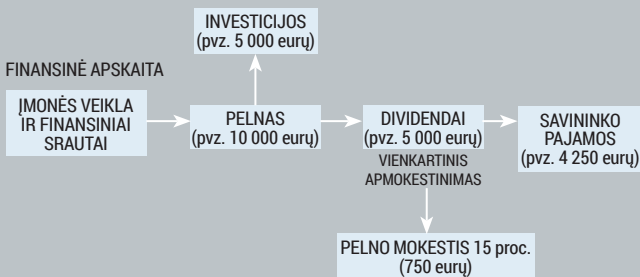 INVESTICIJOS
(pvz. 5 000 eurų)
FINANSINĖ APSKAITA
ĮMONĖS VEIKLA
IR FINANSINIAI
SRAUTAI
PELNAS
(pvz. 10 000 eurų)
DIVIDENDAI
(pvz. 5 000 eurų)
SAVININKO
PAJAMOS
(pvz. 4 250 eurų)
VIENKARTINIS
APMOKESTINIMAS
PELNO MOKESTIS 15 proc.
(750 eurų)